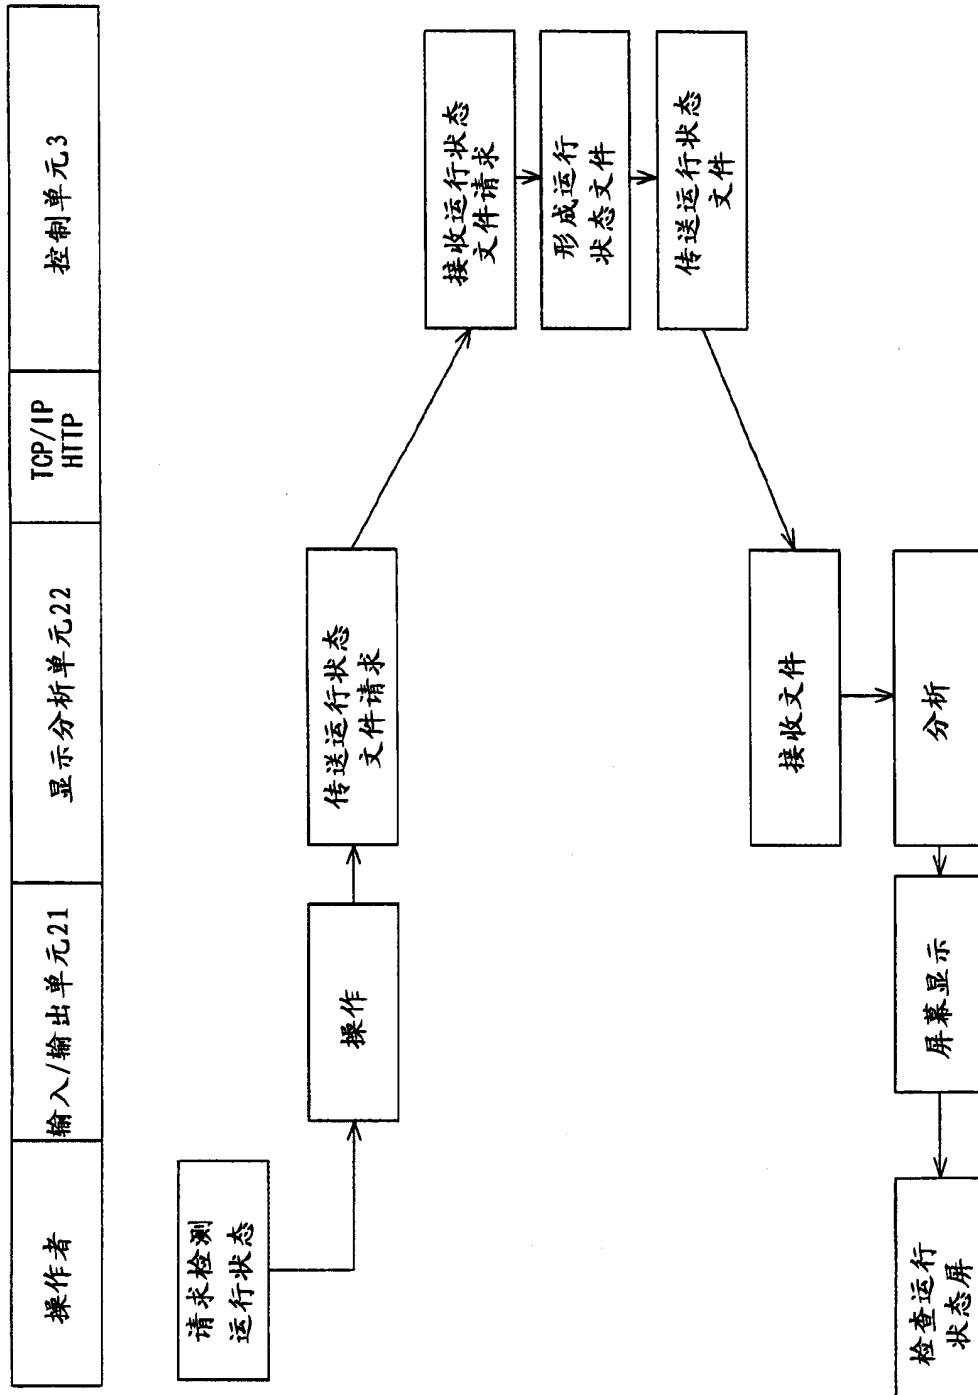 操作者
输入/输出单元21
显示分析单元22
TCP/IP
HTTP
控制单元3
请求检测
运行状态
操作
传送运行状态
文件请求
接收运行状态
文件请求
形成运行
状态文件
传送运行状态
文件
接收文件
分析
屏幕显示
检查运行
状态屏